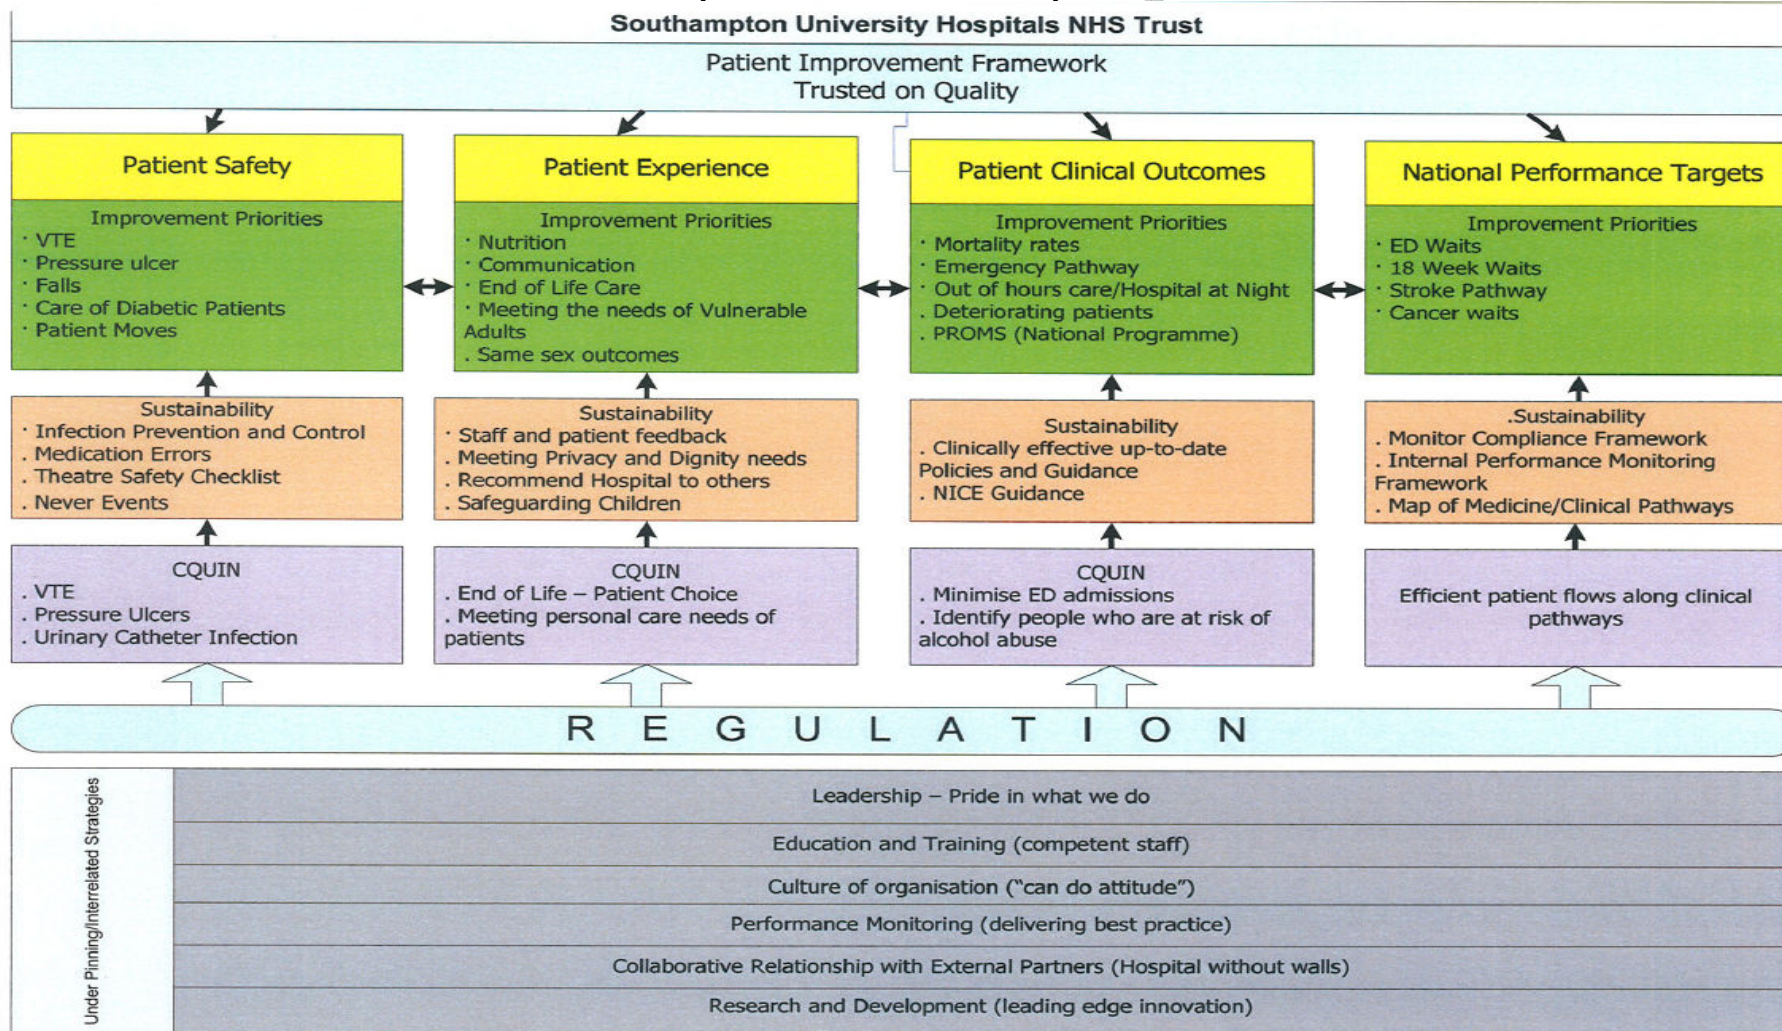 Southampton University Hospitals NHS Trust
Patient Improvement Framework
Trusted on Quality
Patient Safety
Improvement Priorities
· VTE
· Pressure ulcer
· Falls
· Care of Diabetic Patients
· Patient Moves
Sustainability
· Infection Prevention and Control
. Medication Errors
. Theatre Safety Checklist
. Never Events
CQUIN
. VTE
. Pressure Ulcers
. Urinary Catheter Infection
Patient Experience
Improvement Priorities
· Nutrition
· Communication
· End of Life Care
· Meeting the needs of Vulnerable
Adults
. Same sex outcomes
Sustainability
· Staff and patient feedback
. Meeting Privacy and Dignity needs
. Recommend Hospital to others
. Safeguarding Children
CQUIN
. End of Life – Patient Choice
. Meeting personal care needs of
patients
Patient Clinical Outcomes
Improvement Priorities
· Mortality rates
· Emergency Pathway
· Out of hours care/Hospital at Night
. Deteriorating patients
. PROMS (National Programme)
Sustainability
. Clinically effective up-to-date
Policies and Guidance
. NICE Guidance
CQUIN
. Minimise ED admissions
. Identify people who are at risk of
alcohol abuse
National Performance Targets
Improvement Priorities
· ED Waits
· 18 Week Waits
· Stroke Pathway
· Cancer waits
.Sustainability
. Monitor Compliance Framework
. Internal Performance Monitoring
Framework
. Map of Medicine/Clinical Pathways
Efficient patient flows along clinical
pathways
REGULATION
Under Pinning/Interrelated Strategies
Leadership – Pride in what we do
Education and Training (competent staff)
Culture of organisation ("can do attitude")
Performance Monitoring (delivering best practice)
Collaborative Relationship with External Partners (Hospital without walls)
Research and Development (leading edge innovation)